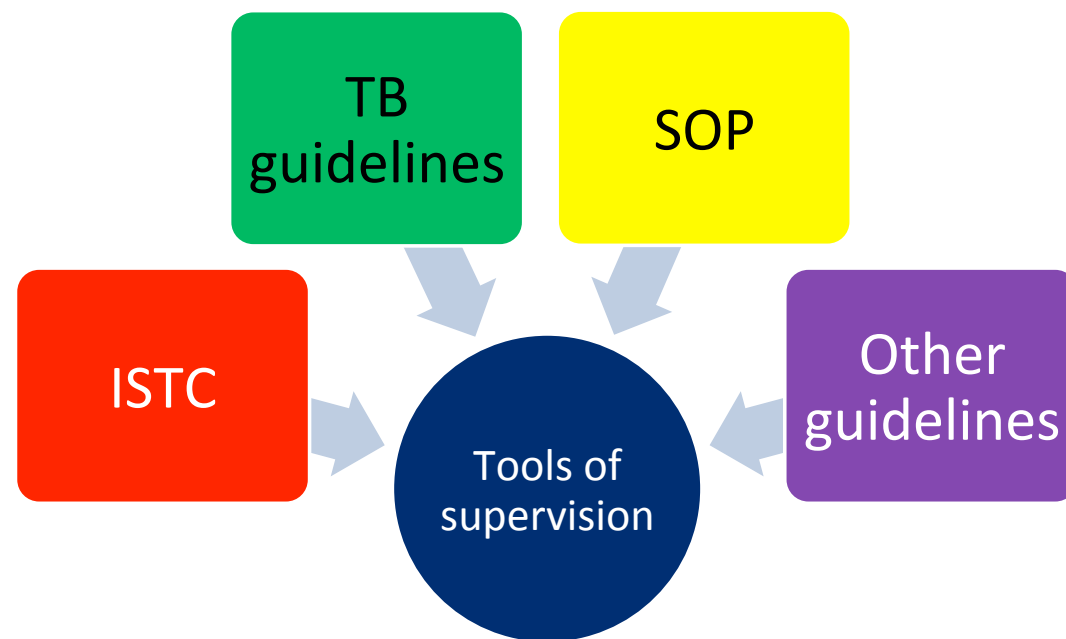 TB
guidelines
SOP
ISTC
Other
guidelines
Tools of
supervision